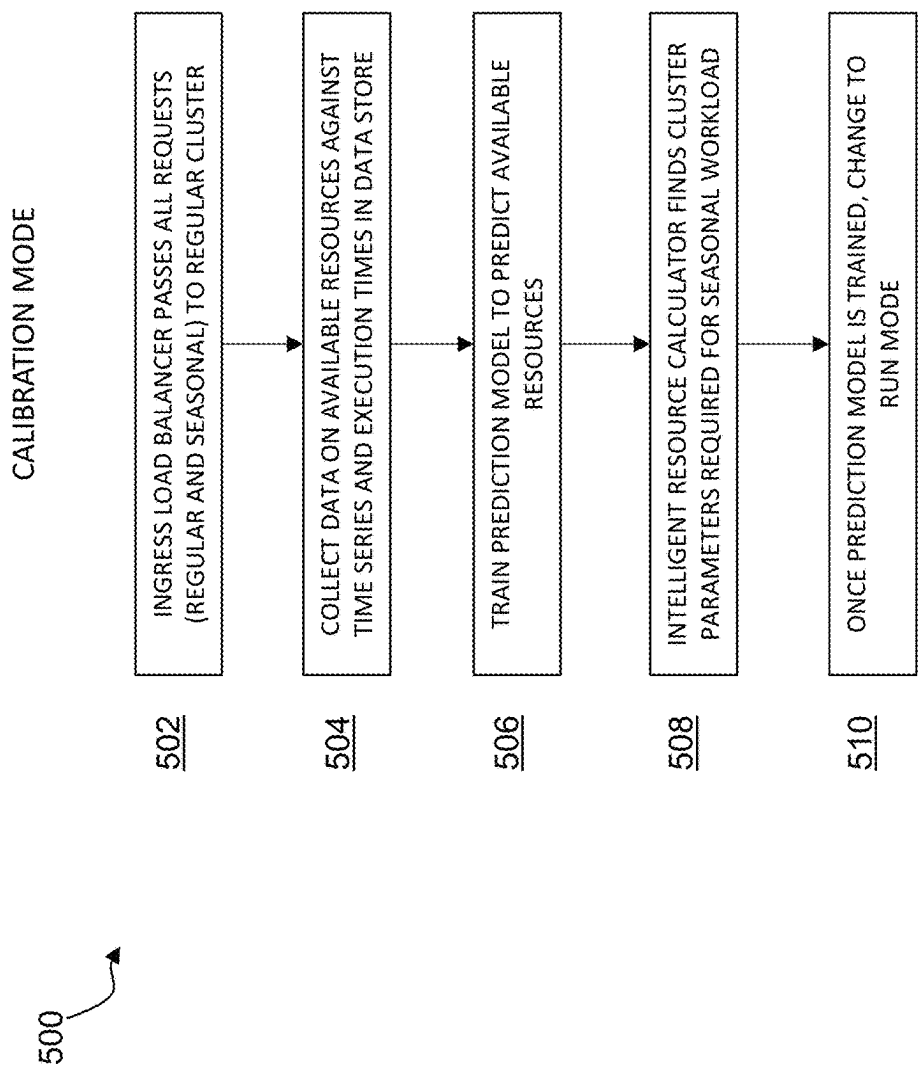 CALIBRATION MODE
500
502
INGRESS LOAD BALANCER PASSES ALL REQUESTS
(REGULAR AND SEASONAL) TO REGULAR CLUSTER
504
COLLECT DATA ON AVAILABLE RESOURCES AGAINST
TIME SERIES AND EXECUTION TIMES IN DATA STORE
506
TRAIN PREDICTION MODEL TO PREDICT AVAILABLE
RESOURCES
508
INTELLIGENT RESOURCE CALCULATOR FINDS CLUSTER
PARAMETERS REQUIRED FOR SEASONAL WORKLOAD
510
ONCE PREDICTION MODEL IS TRAINED, CHANGE TO
RUN MODE